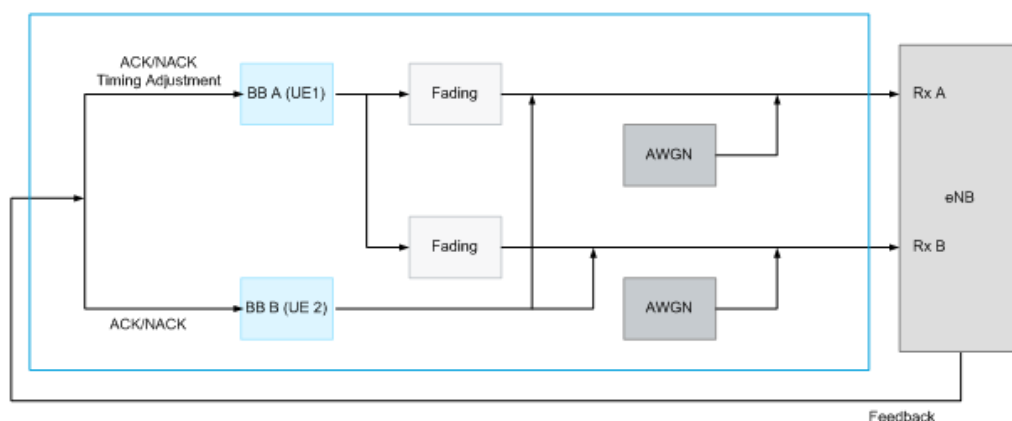 ACK/NACK
Timing Adjustment
BB A (UE1)
Fading
Rx A
AWGN
eNB
Fading
Rx B
BB B (UE 2)
AWGN
ACK/NACK
Feedback